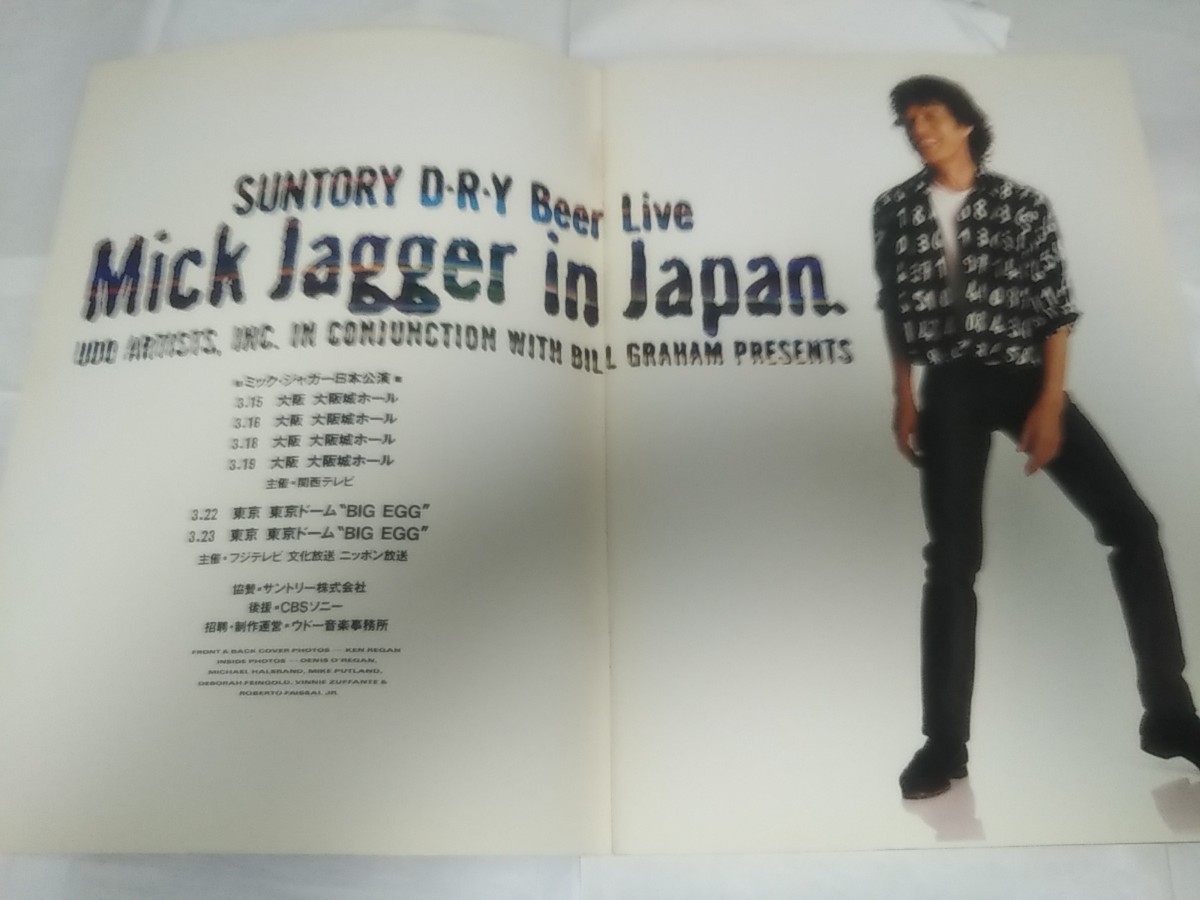 SUNTORY D·R·Y Beer Live
Mick Jagger in Japan.
UDO ARTISTS, INC. IN CONJUNCTION WITH BILL GRAHAM PRESENTS
ミック・ジャガー日本公演
3.15 大阪 大阪城ホール
3.16 大阪 大阪城ホール
3.18 大阪 大阪城ホール
3.19 大阪 大阪城ホール
主催・関西テレビ
3.22 東京 東京ドーム“BIG EGG”
3.23 東京 東京ドーム“BIG EGG”
主催・フジテレビ 文化放送 ニッポン放送
協賛・サントリー株式会社
後援・CBSソニー
招聘・制作運営・ウドー音楽事務所
FRONT & BACK COVER PHOTOS — KEN REGAN
INSIDE PHOTOS — DENIS O'REGAN,
MICHAEL HALSBAND, MIKE PUTLAND,
DEBORAH FEINGOLD, VINNIE ZUFFANTE &
ROBERTO JR.